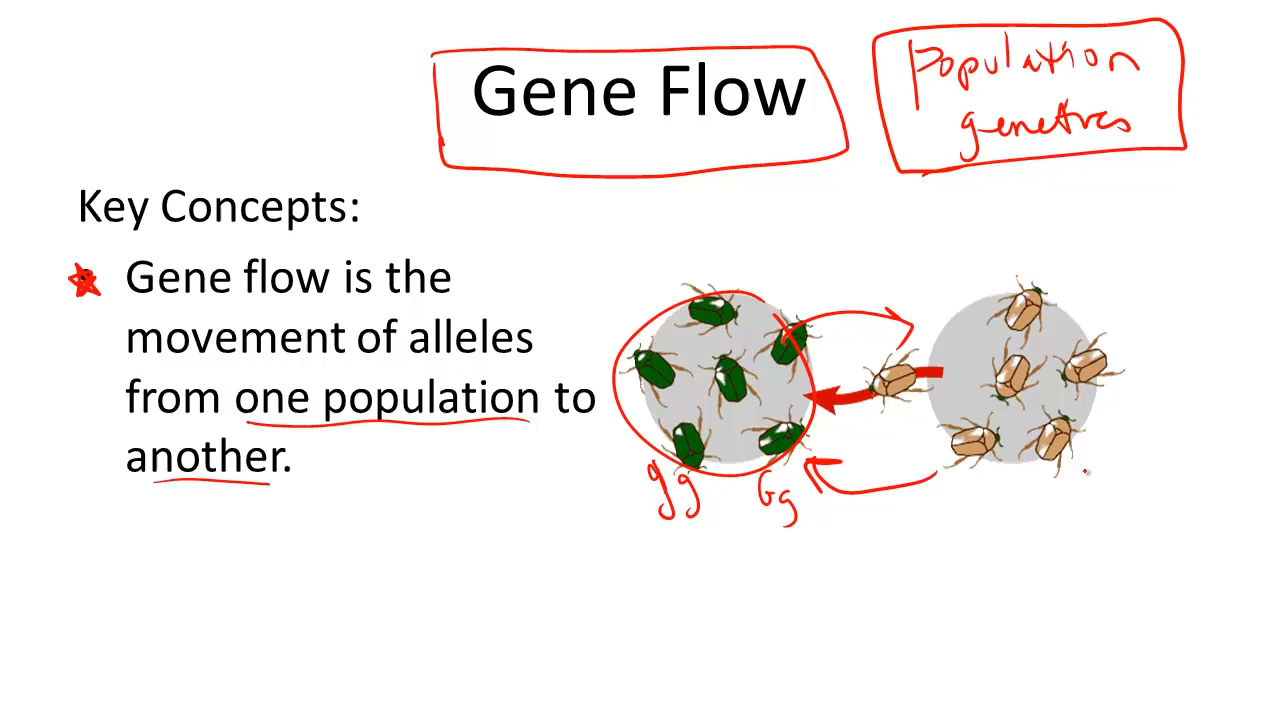 Gene Flow
Population
genetics
Key Concepts:
Gene flow is the
movement of alleles
from one population to
another.
gg Gg